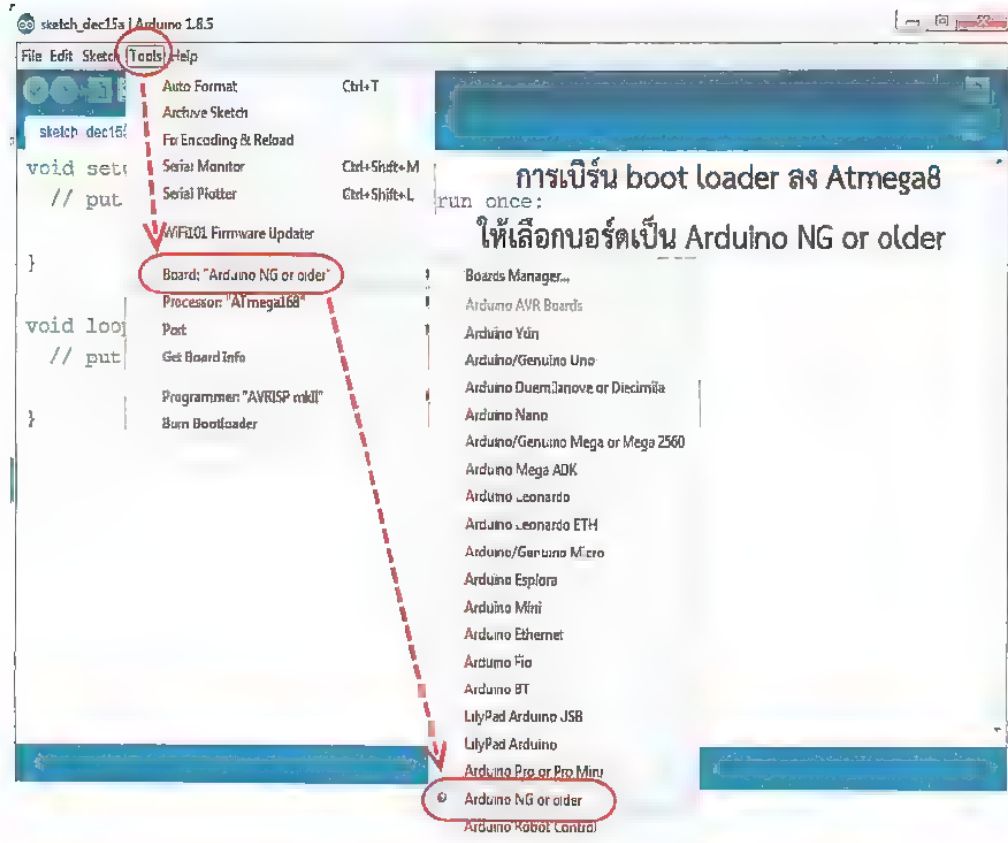 sketch_dec15a | Arduino 1.8.5
File Edit Sketch Tools Help
Auto Format Ctrl+T
Archive Sketch
Fix Encoding & Reload
Serial Monitor Ctrl+Shift+M
Serial Plotter Ctrl+Shift+L
WiFi101 Firmware Updater
Board: "Arduino NG or older"
Processor: "ATmega168"
Port
Get Board Info
Programmer: "AVRISP mkII"
Burn Bootloader
sketch_dec15
void setu
// put
run once:
}
void loop
// put
}
การเบิร์น boot loader ลง Atmega8
ให้เลือกบอร์ดเป็น Arduino NG or older
Boards Manager...
Arduino AVR Boards
Arduino Yún
Arduino/Genuino Uno
Arduino Duemilanove or Diecimila
Arduino Nano
Arduino/Genuino Mega or Mega 2560
Arduino Mega ADK
Arduino Leonardo
Arduino Leonardo ETH
Arduino/Genuino Micro
Arduino Esplora
Arduino Mini
Arduino Ethernet
Arduino Fio
Arduino BT
LilyPad Arduino USB
LilyPad Arduino
Arduino Pro or Pro Mini
Arduino NG or older
Arduino Robot Control